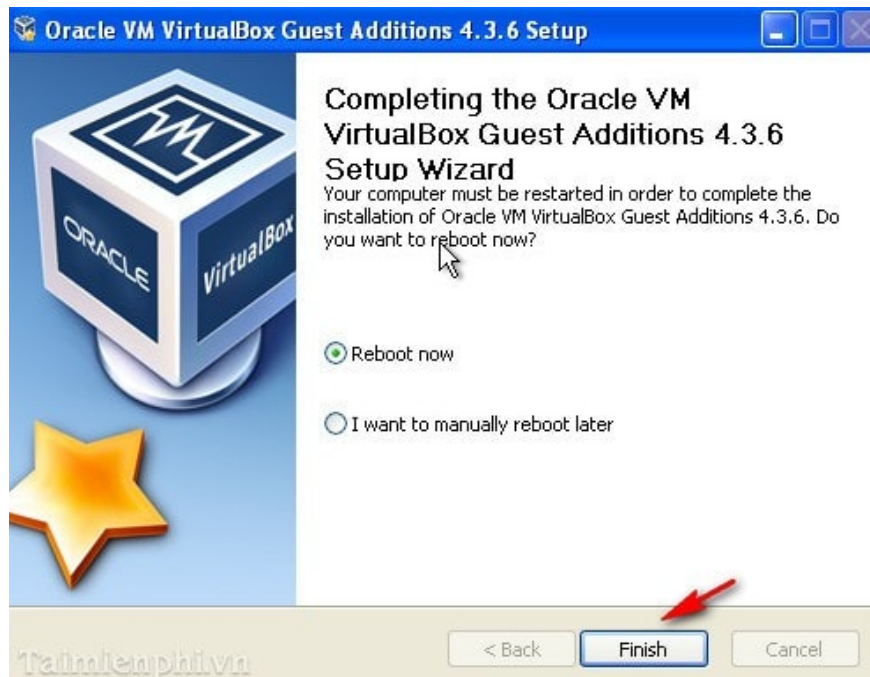 Oracle VM VirtualBox Guest Additions 4.3.6 Setup
Completing the Oracle VM
VirtualBox Guest Additions 4.3.6
Setup Wizard
Your computer must be restarted in order to complete the
installation of Oracle VM VirtualBox Guest Additions 4.3.6. Do
you want to reboot now?
ORACLE
VirtualBox
Reboot now
I want to manually reboot later
< Back
Finish
Cancel
Taimienphi.vn